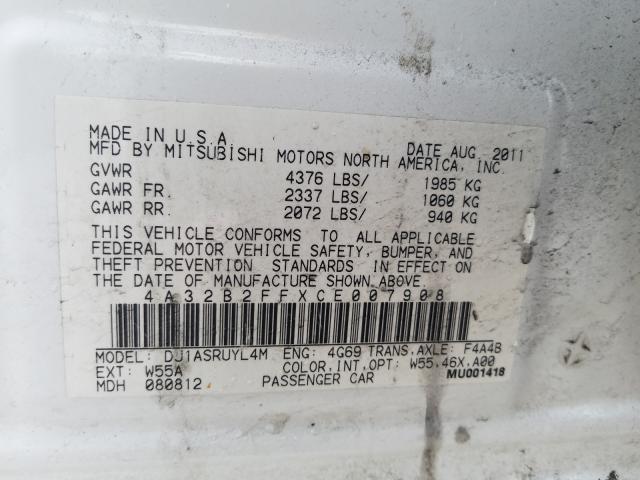 MADE IN U.S.A. DATE AUG 2011
MFD BY MITSUBISHI MOTORS NORTH AMERICA, INC.
GVWR 4376 LBS/ 1985 KG
GAWR FR. 2337 LBS/ 1060 KG
GAWR RR. 2072 LBS/ 940 KG
THIS VEHICLE CONFORMS TO ALL APPLICABLE
FEDERAL MOTOR VEHICLE SAFETY, BUMPER, AND
THEFT PREVENTION STANDARDS IN EFFECT ON
THE DATE OF MANUFACTURE SHOWN ABOVE.
4A32B2FFXCE007908
MODEL: DJ1ASRUYL4M ENG: 4G69 TRANS,AXLE: F4A4B
EXT: W55A COLOR,INT,OPT: W55,46X,A00
MDH 080812 PASSENGER CAR MU001418